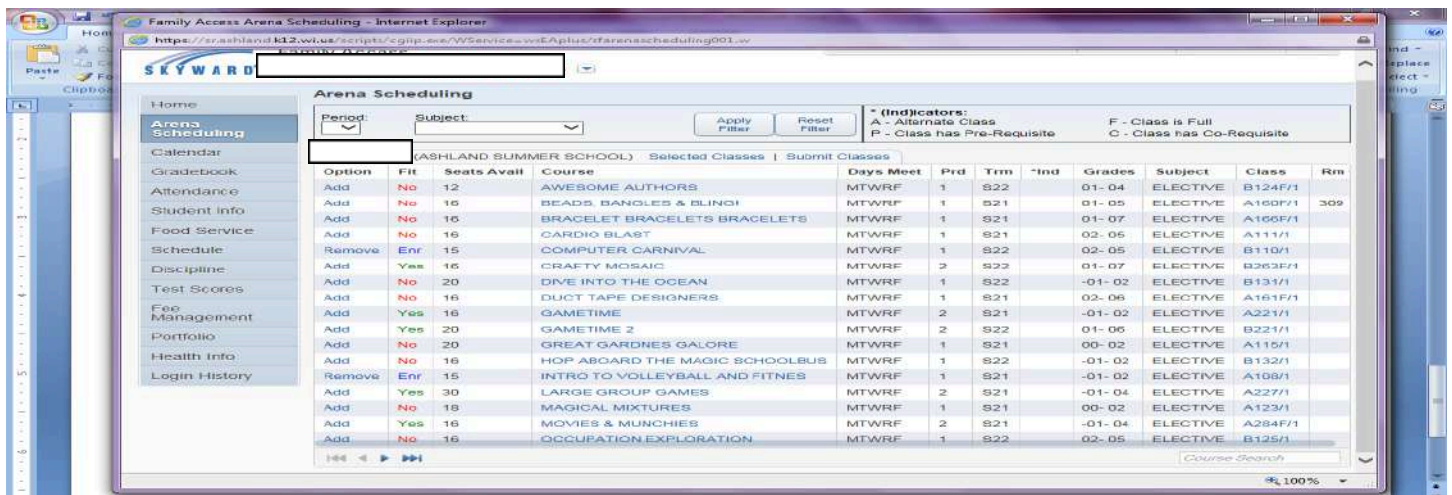 Family Access Arena Scheduling - Internet Explorer
https://sr.ashland.k12.wi.us/scripts/cgiip.exe/WService=wsEAplus/sfarenascheduling001.w
Paste
Family Access
SKYWARD
Home
Arena Scheduling
Calendar
Gradebook
Attendance
Student Info
Food Service
Schedule
Discipline
Test Scores
Fee Management
Portfolio
Health Info
Login History
Arena Scheduling
Period: Subject: Apply Filter Reset Filter
* (Ind)icators:
A - Alternate Class F - Class is Full
P - Class has Pre-Requisite C - Class has Co-Requisite
(ASHLAND SUMMER SCHOOL) Selected Classes | Submit Classes
Option Fit Seats Avail Course Days Meet Prd Trm *Ind Grades Subject Class Rm
Add No 12 AWESOME AUTHORS MTWRF 1 S22 01- 04 ELECTIVE B124F/1
Add No 16 BEADS, BANGLES & BLING! MTWRF 1 S21 01- 05 ELECTIVE A160F/1 309
Add No 16 BRACELET BRACELETS BRACELETS MTWRF 1 S21 01- 07 ELECTIVE A166F/1
Add No 16 CARDIO BLAST MTWRF 1 S21 02- 05 ELECTIVE A111/1
Remove Enr 15 COMPUTER CARNIVAL MTWRF 1 S22 02- 05 ELECTIVE B110/1
Add Yes 16 CRAFTY MOSAIC MTWRF 2 S22 01- 07 ELECTIVE B263F/1
Add No 20 DIVE INTO THE OCEAN MTWRF 1 S22 -01- 02 ELECTIVE B131/1
Add No 16 DUCT TAPE DESIGNERS MTWRF 1 S21 02- 06 ELECTIVE A161F/1
Add Yes 16 GAMETIME MTWRF 2 S21 -01- 02 ELECTIVE A221/1
Add Yes 20 GAMETIME 2 MTWRF 2 S22 01- 06 ELECTIVE B221/1
Add No 20 GREAT GARDNES GALORE MTWRF 1 S21 00- 02 ELECTIVE A115/1
Add No 16 HOP ABOARD THE MAGIC SCHOOLBUS MTWRF 1 S22 -01- 02 ELECTIVE B132/1
Remove Enr 15 INTRO TO VOLLEYBALL AND FITNES MTWRF 1 S21 -01- 02 ELECTIVE A108/1
Add Yes 30 LARGE GROUP GAMES MTWRF 2 S21 -01- 04 ELECTIVE A227/1
Add No 18 MAGICAL MIXTURES MTWRF 1 S21 00- 02 ELECTIVE A123/1
Add Yes 16 MOVIES & MUNCHIES MTWRF 2 S21 -01- 04 ELECTIVE A284F/1
Add No 16 OCCUPATION EXPLORATION MTWRF 1 S22 02- 05 ELECTIVE B125/1
Course Search
100%